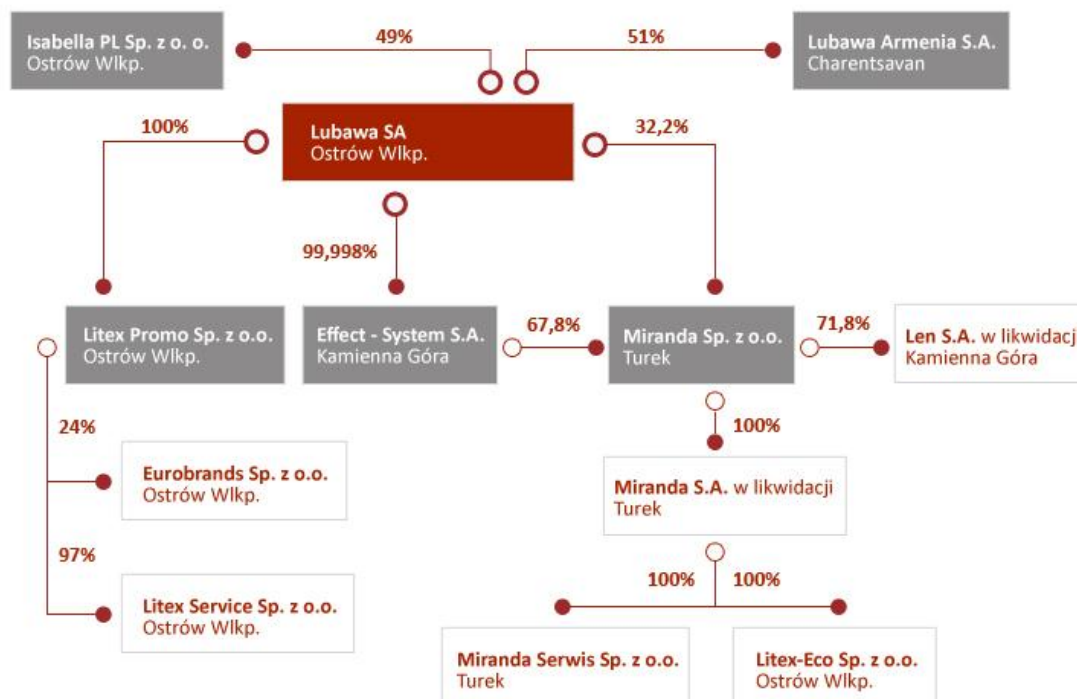 Isabella PL Sp. z o. o.
Ostrów Wlkp.
49%
51%
Lubawa Armenia S.A.
Charentsavan
100%
Lubawa SA
Ostrów Wlkp.
32,2%
99,998%
Litex Promo Sp. z o.o.
Ostrów Wlkp.
Effect - System S.A.
Kamienna Góra
67,8%
Miranda Sp. z o.o.
Turek
71,8%
Len S.A. w likwidacj
Kamienna Góra
24%
100%
Eurobrands Sp. z o.o.
Ostrów Wlkp.
Miranda S.A. w likwidacji
Turek
97%
Litex Service Sp. z o.o.
Ostrów Wlkp.
100%
100%
Miranda Serwis Sp. z o.o.
Turek
Litex-Eco Sp. z o.o.
Ostrów Wlkp.